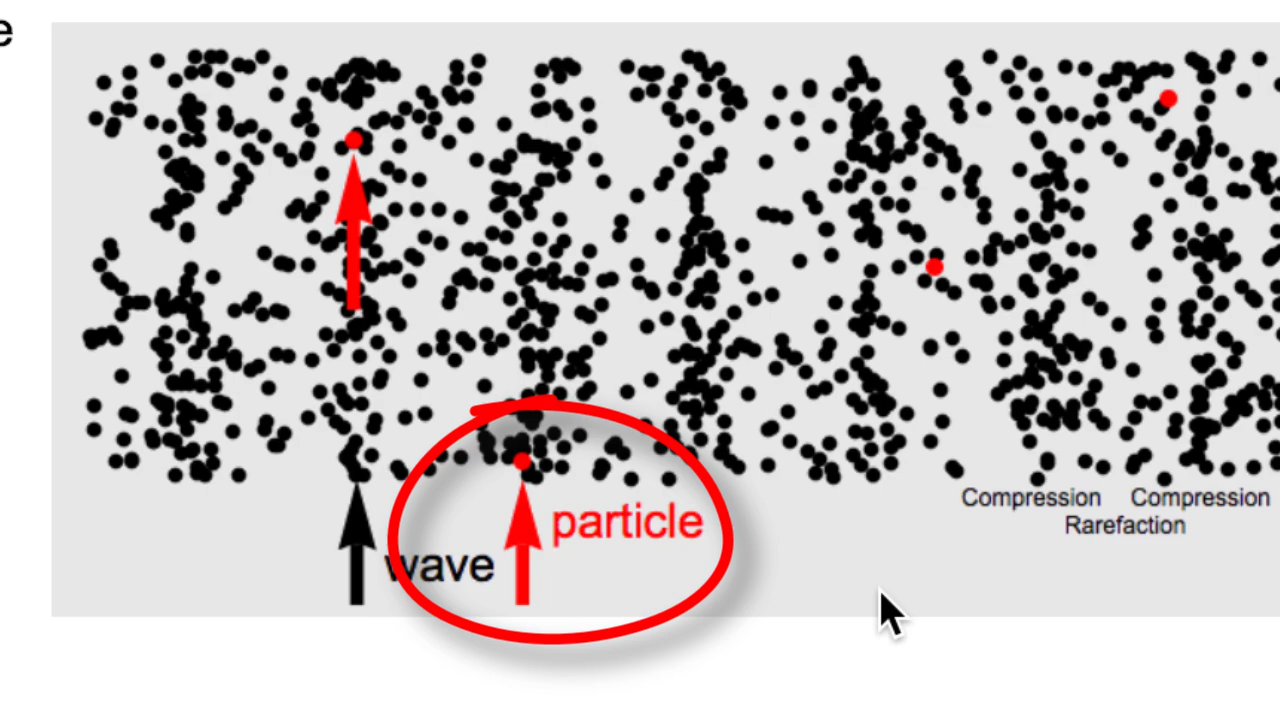 e
particle
wave
Compression Compression
Rarefaction